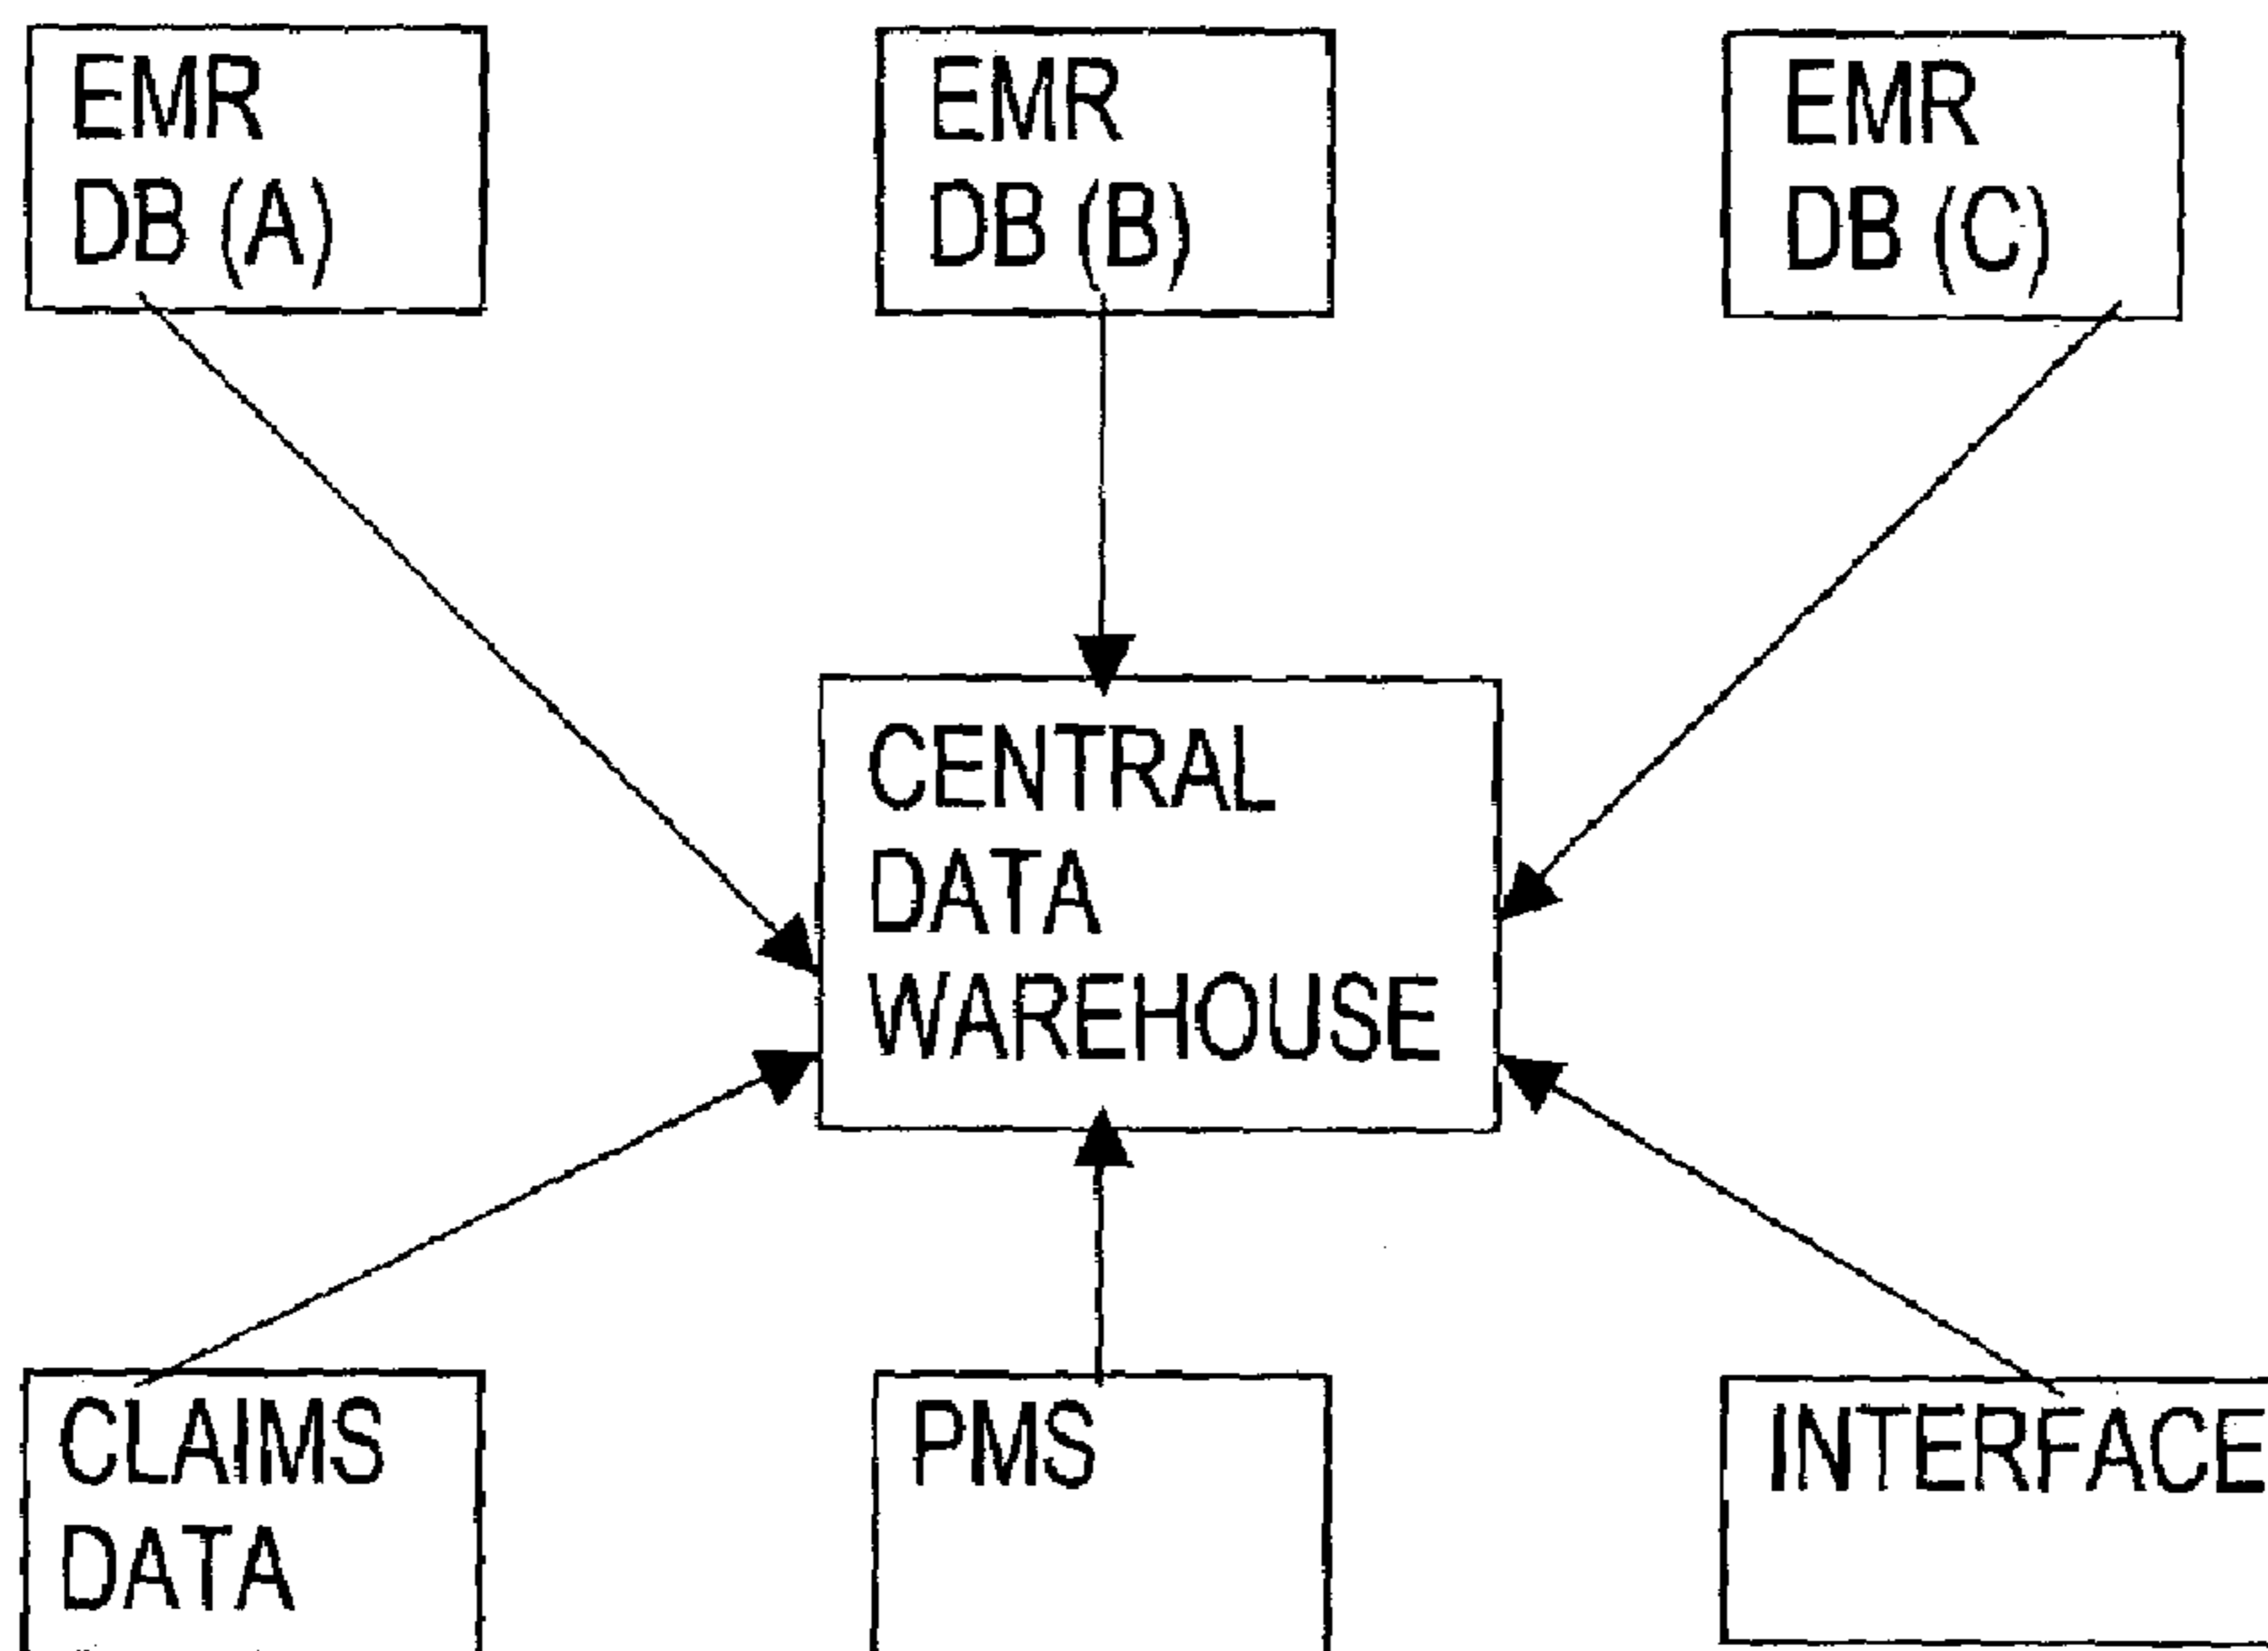 EMR
DB (A)
EMR
DB (B)
EMR
DB (C)
CENTRAL
DATA
WAREHOUSE
CLAIMS
DATA
PMS
INTERFACE